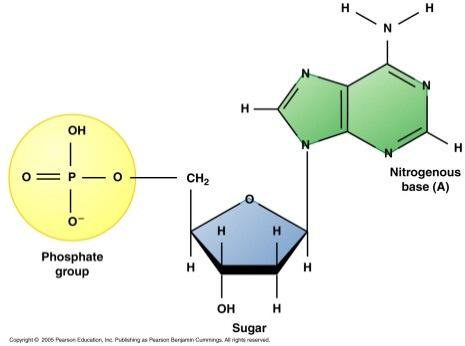 H H
N
N
N
H
N
N
H
Nitrogenous
base (A)
OH
O P O
O−
CH2
O
H H
H H
OH H
Phosphate
group
Sugar
Copyright © 2005 Pearson Education, Inc. Publishing as Pearson Benjamin Cummings. All rights reserved.